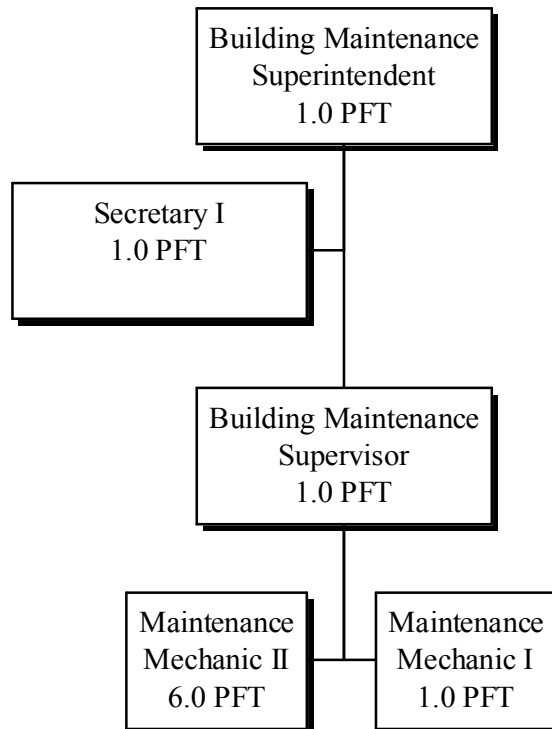 Building Maintenance
Superintendent
1.0 PFT
Secretary I
1.0 PFT
Building Maintenance
Supervisor
1.0 PFT
Maintenance
Mechanic II
6.0 PFT
Maintenance
Mechanic I
1.0 PFT